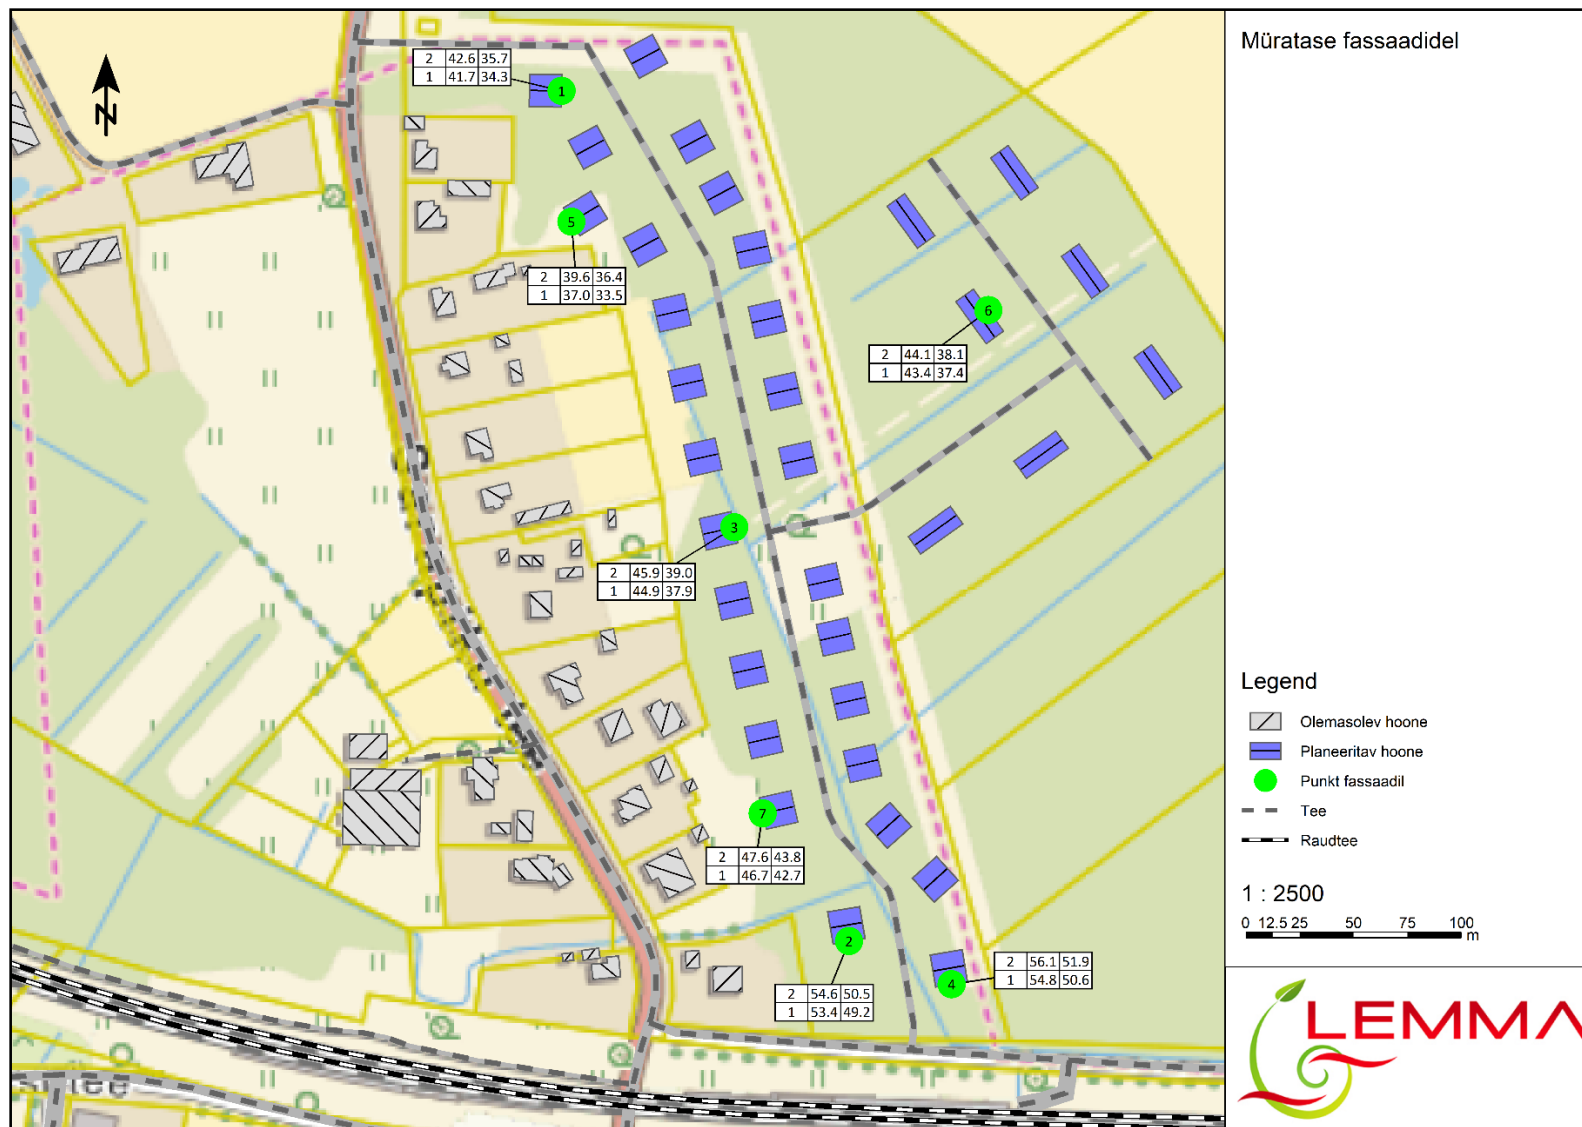 Müratase fassaadidel
2 42.6 35.7
1 41.7 34.3
1
5
2 39.6 36.4
1 37.0 33.5
6
2 44.1 38.1
1 43.4 37.4
3
2 45.9 39.0
1 44.9 37.9
7
2 47.6 43.8
1 46.7 42.7
2
2 54.6 50.5
1 53.4 49.2
4
2 56.1 51.9
1 54.8 50.6
N
Legend
Olemasolev hoone
Planeeritav hoone
Punkt fassaadil
Tee
Raudtee
1 : 2500
0 12.5 25 50 75 100
m
LEMMA